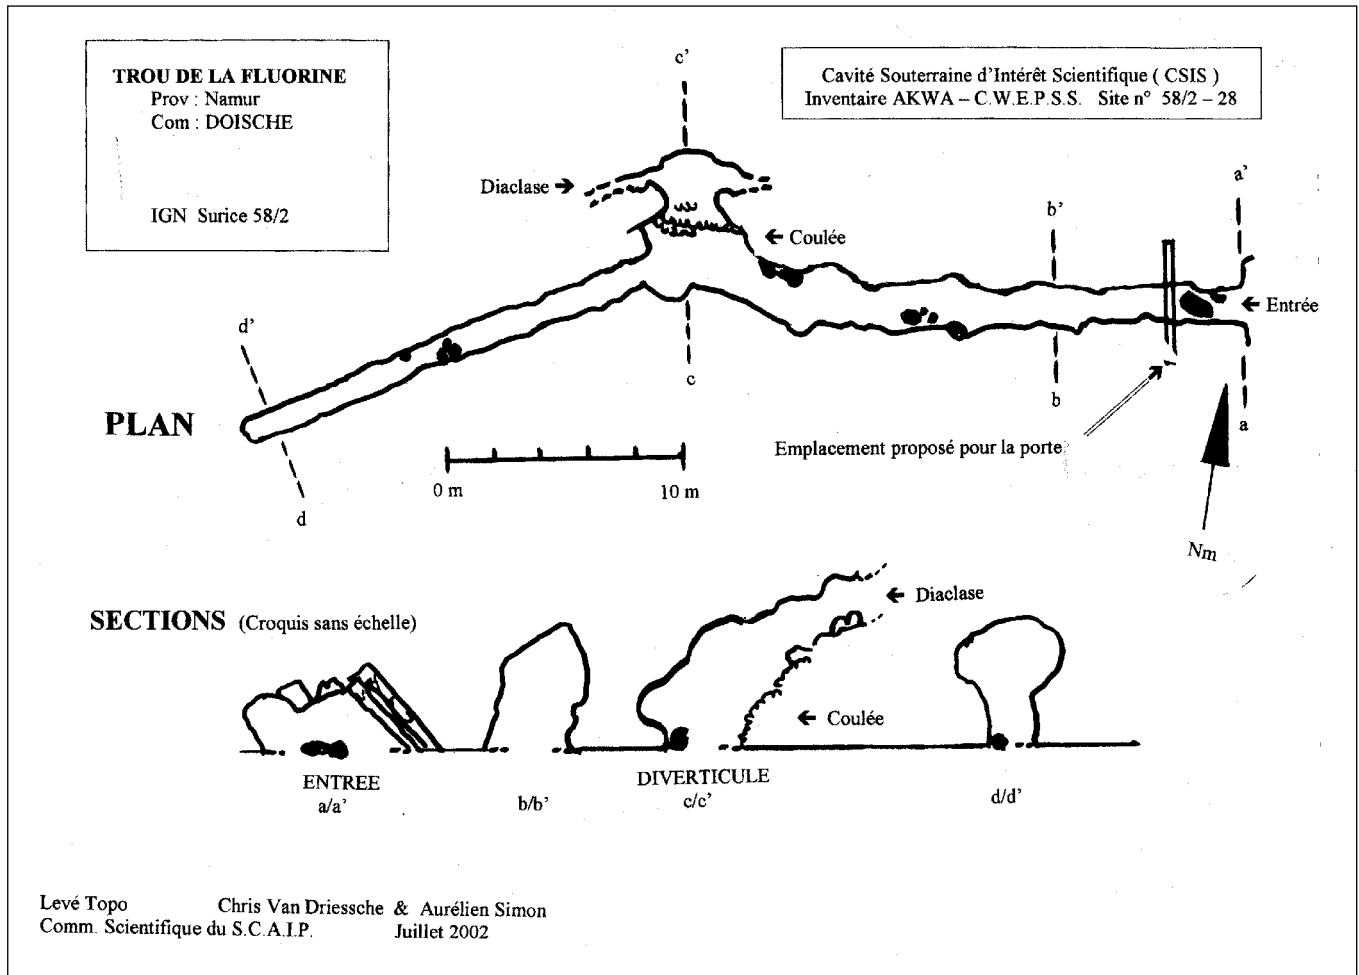 TROU DE LA FLUORINE
Prov : Namur
Com : DOISCHE
IGN Surice 58/2
Cavité Souterraine d'Intérêt Scientifique ( CSIS )
Inventaire AKWA – C.W.E.P.S.S. Site n° 58/2 – 28
c'
a'
Diaclase
b'
Coulée
Entrée
d'
c
b
a
PLAN
Emplacement proposé pour la porte
0 m
10 m
d
Nm
SECTIONS (Croquis sans échelle)
Diaclase
Coulée
ENTREE
a/a'
b/b'
DIVERTICULE
c/c'
d/d'
Levé Topo Chris Van Driessche & Aurélien Simon
Comm. Scientifique du S.C.A.I.P. Juillet 2002